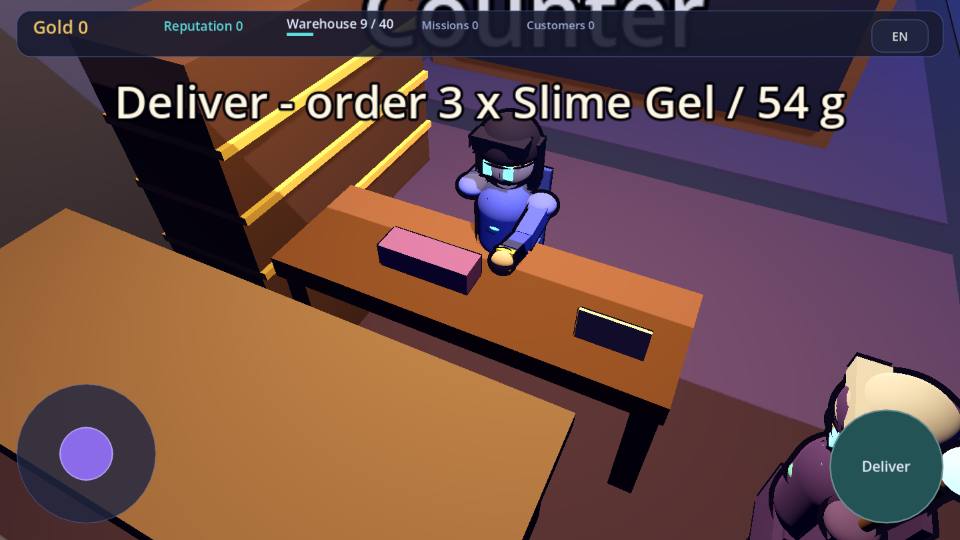 Counter
Gold 0
Reputation 0
Warehouse 9 / 40
Missions 0
Customers 0
EN
Deliver - order 3 x Slime Gel / 54 g
Deliver